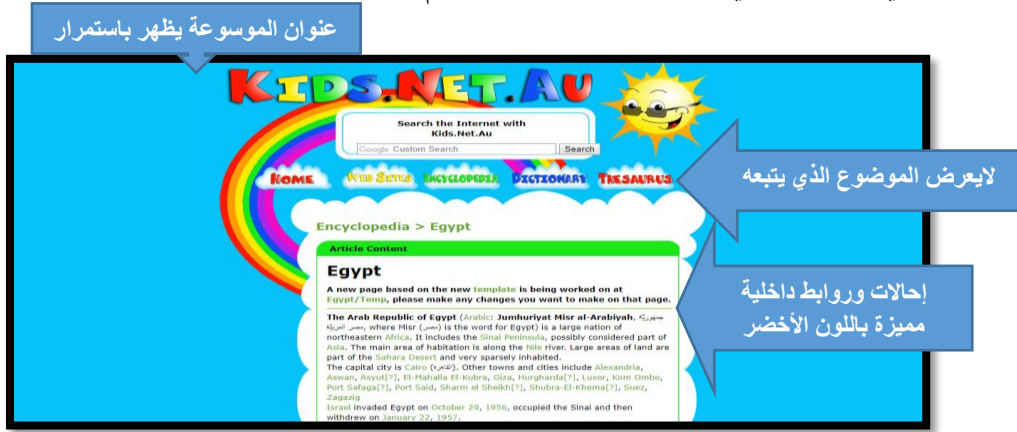 عنوان الموسوعة يظهر باستمرار
KIDS.NET.AU
Search the Internet with
Kids.Net.Au
Google Custom Search Search
HOME WEB SITES ENCYCLOPEDIA DICTIONARY THESAURUS
لايعرض الموضوع الذي يتبعه
Encyclopedia > Egypt
Article Content
Egypt
A new page based on the new template is being worked on at
Egypt/Temp, please make any changes you want to make on that page.
إحالات وروابط داخلية
مميزة باللون الأخضر
The Arab Republic of Egypt (Arabic: Jumhuriyat Misr al-Arabiyah, جمهوريّة
مصر العربيّة, where Misr (مصر) is the word for Egypt) is a large nation of
northeastern Africa. It includes the Sinai Peninsula, possibly considered part of
Asia. The main area of habitation is along the Nile river. Large areas of land are
part of the Sahara Desert and very sparsely inhabited.
The capital city is Cairo (القاهرة). Other towns and cities include Alexandria,
Aswan, Asyut[?], El-Mahalla El-Kubra, Giza, Hurgharda[?], Luxor, Kom Ombo,
Port Safaga[?], Port Said, Sharm el Sheikh[?], Shubra-El-Khema[?], Suez,
Zagazig
Israel invaded Egypt on October 29, 1956, occupied the Sinai and then
withdrew on January 22, 1957.